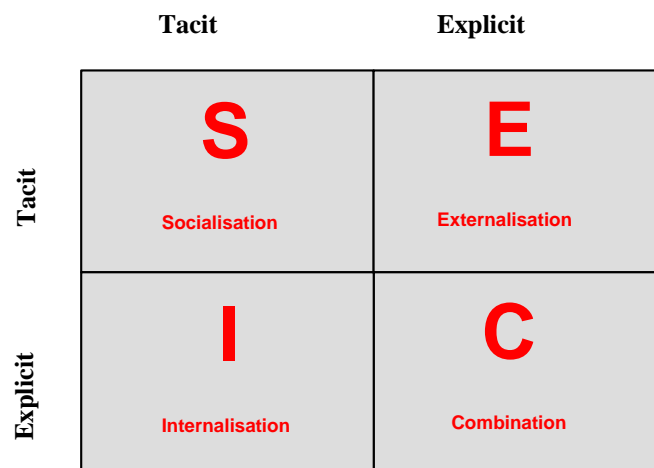 Tacit Explicit
Tacit
S E
Socialisation Externalisation
Explicit
I C
Internalisation Combination